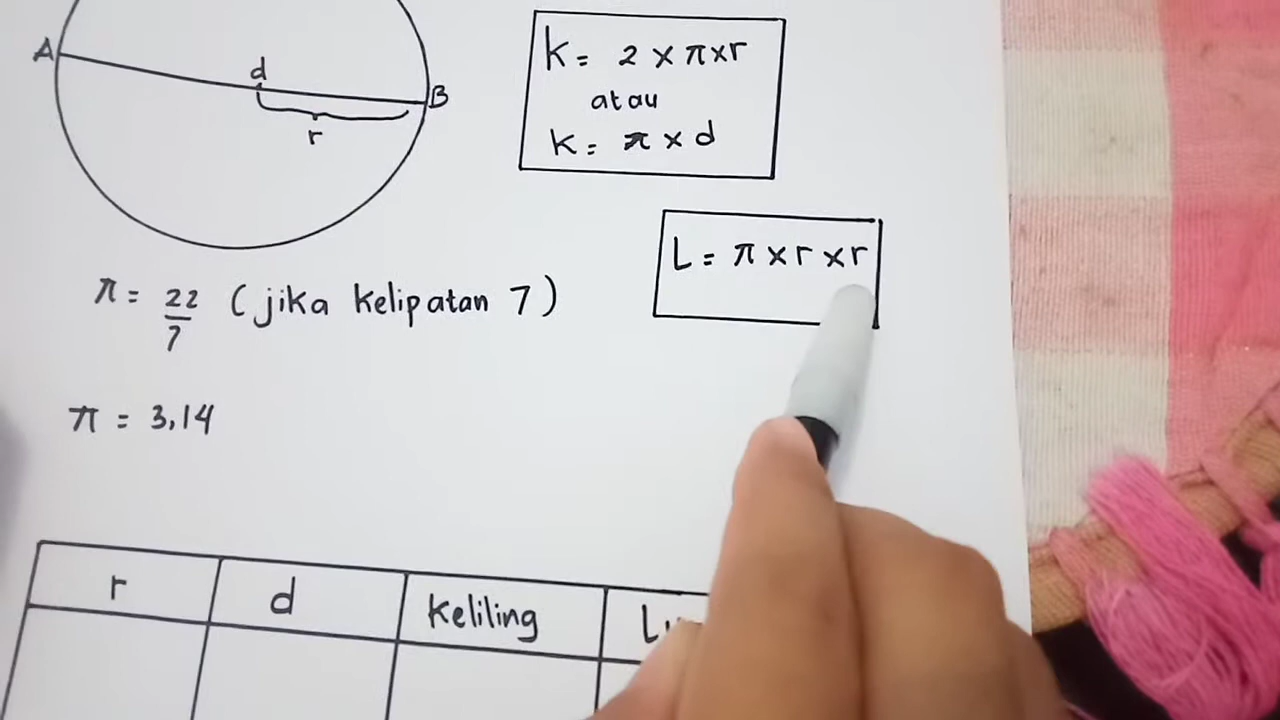 A
d
B
r
K = 2 × π × r
atau
K = π × d
L = π × r × r
π = 22/7 (jika kelipatan 7)
π = 3,14
r d Keliling